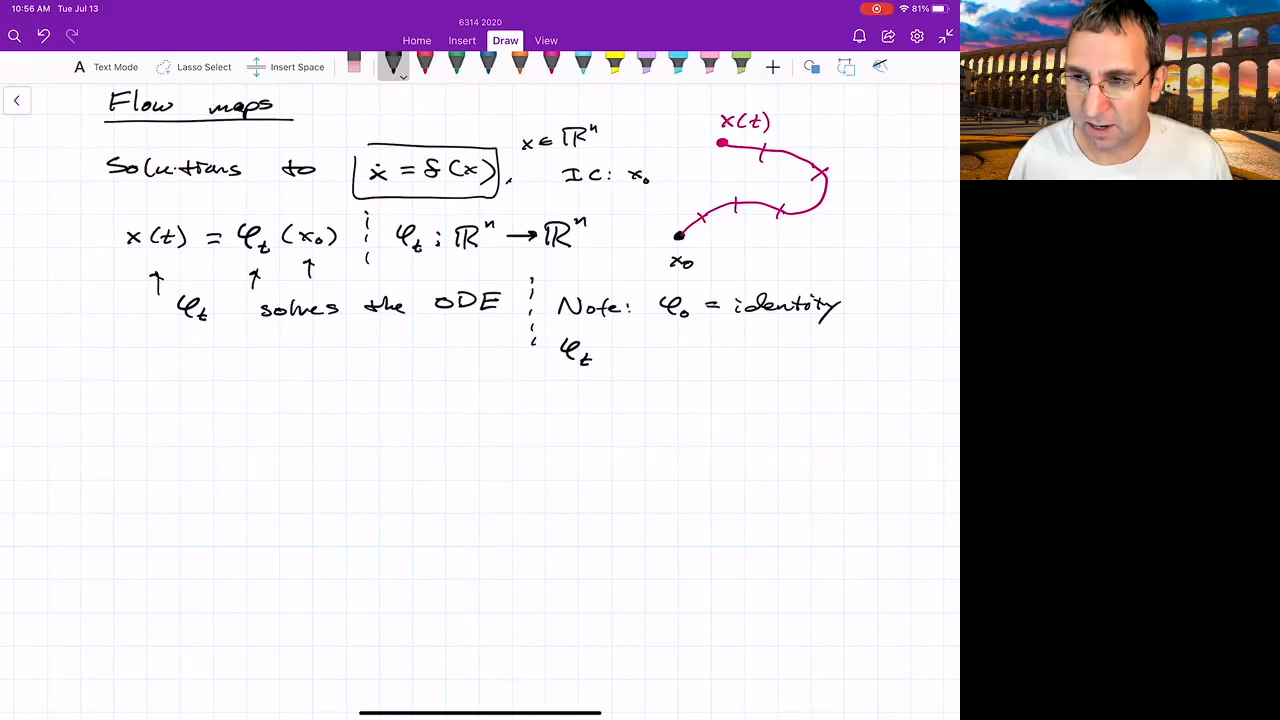 10:56 AM Tue Jul 13
81%
6314 2020
Home Insert Draw View
A Text Mode Lasso Select Insert Space
Flow maps
Solutions to ẋ = f(x), x ∈ ℝⁿ IC: x₀
x(t) = φₜ(x₀) φₜ : ℝⁿ → ℝⁿ
φₜ solves the ODE Note: φ₀ = identity
φₜ
x(t)
x₀